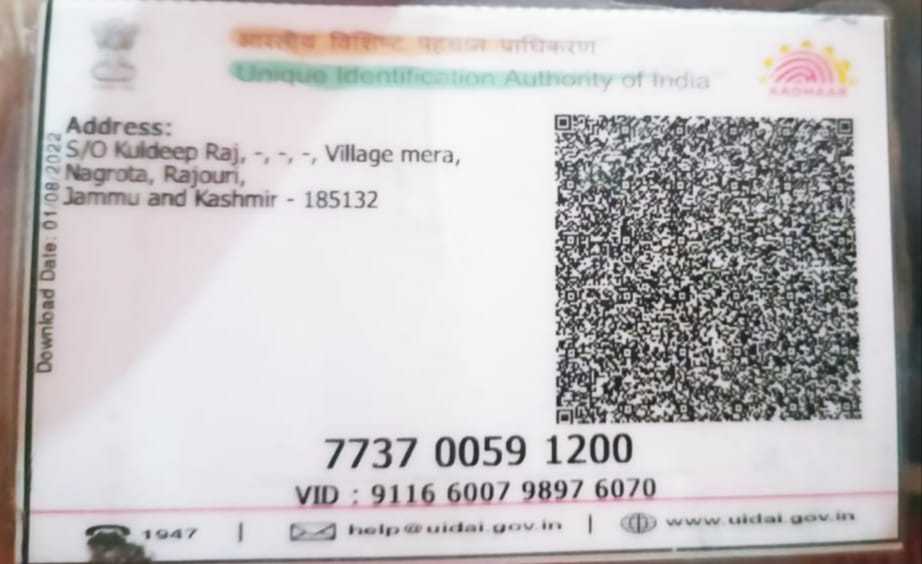 भारतीय विशिष्ट पहचान प्राधिकरण
Unique Identification Authority of India
AADHAAR
Address:
S/O Kuldeep Raj, -, -, -, Village mera,
Nagrota, Rajouri,
Jammu and Kashmir - 185132
Download Date: 01/08/2022
7737 0059 1200
VID : 9116 6007 9897 6070
1947 | help@uidai.gov.in | www.uidai.gov.in